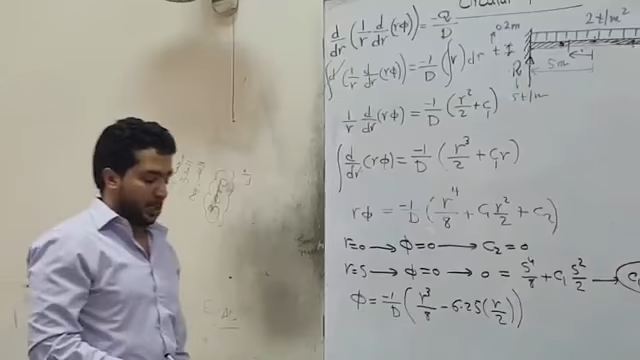 Circular
d/dr (1/r d/dr (rϕ)) = -Q/D
2t/m²
0.2m
∫d (1/r d/dr (rϕ)) = -1/D ∫r) dr +
5m
5t/m
1/r d/dr (rϕ) = -1/D (r²/2 + C₁)
∫d/dr (rϕ) = -1/D (r³/2 + C₁r)
rϕ = -1/D (r⁴/8 + C₁ r²/2 + C₂)
r=0 → ϕ=0 → C₂=0
r=5 → ϕ=0 → 0 = 5⁴/8 + C₁ 5²/2 →
ϕ = -1/D (r³/8 - 6.25 (r/2))